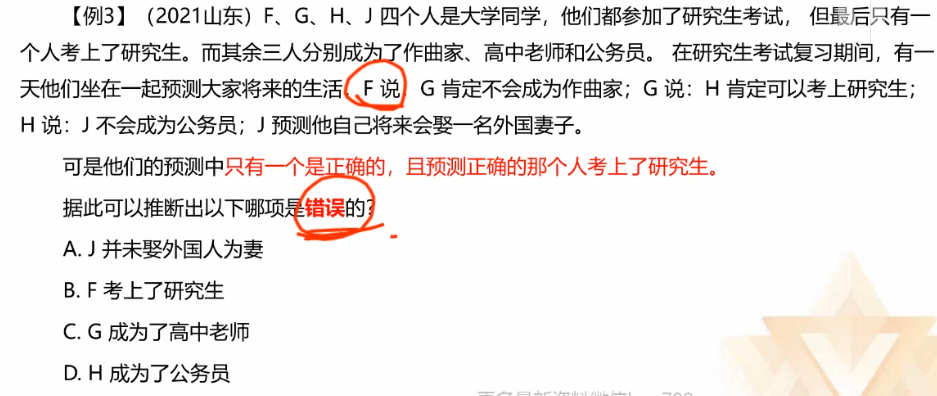 【例3】（2021山东）F、G、H、J 四个人是大学同学，他们都参加了研究生考试， 但最后只有一
个人考上了研究生。而其余三人分别成为了作曲家、高中老师和公务员。 在研究生考试复习期间，有一
天他们坐在一起预测大家将来的生活，F 说，G 肯定不会成为作曲家；G 说：H 肯定可以考上研究生；
H 说：J 不会成为公务员；J 预测他自己将来会娶一名外国妻子。
可是他们的预测中只有一个是正确的，且预测正确的那个人考上了研究生。
据此可以推断出以下哪项是错误的？
A. J 并未娶外国人为妻
B. F 考上了研究生
C. G 成为了高中老师
D. H 成为了公务员